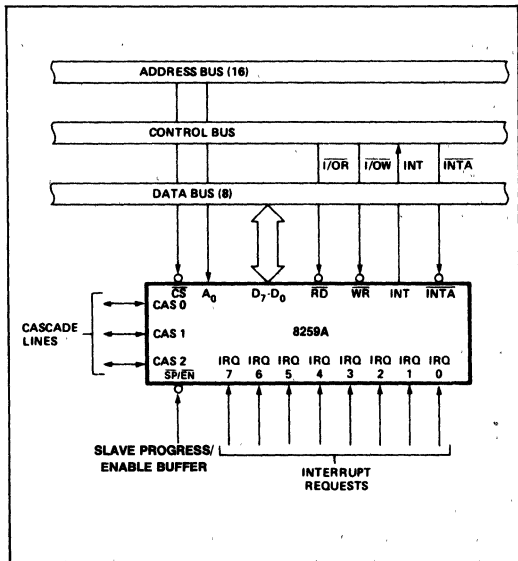 ADDRESS BUS (16)
CONTROL BUS
I/OR I/OW INT INTA
DATA BUS (8)
CS A0 D7-D0 RD WR INT INTA
CAS 0
CASCADE LINES
CAS 1
8259A
CAS 2
SP/EN
IRQ 7 IRQ 6 IRQ 5 IRQ 4 IRQ 3 IRQ 2 IRQ 1 IRQ 0
SLAVE PROGRESS/
ENABLE BUFFER
INTERRUPT
REQUESTS